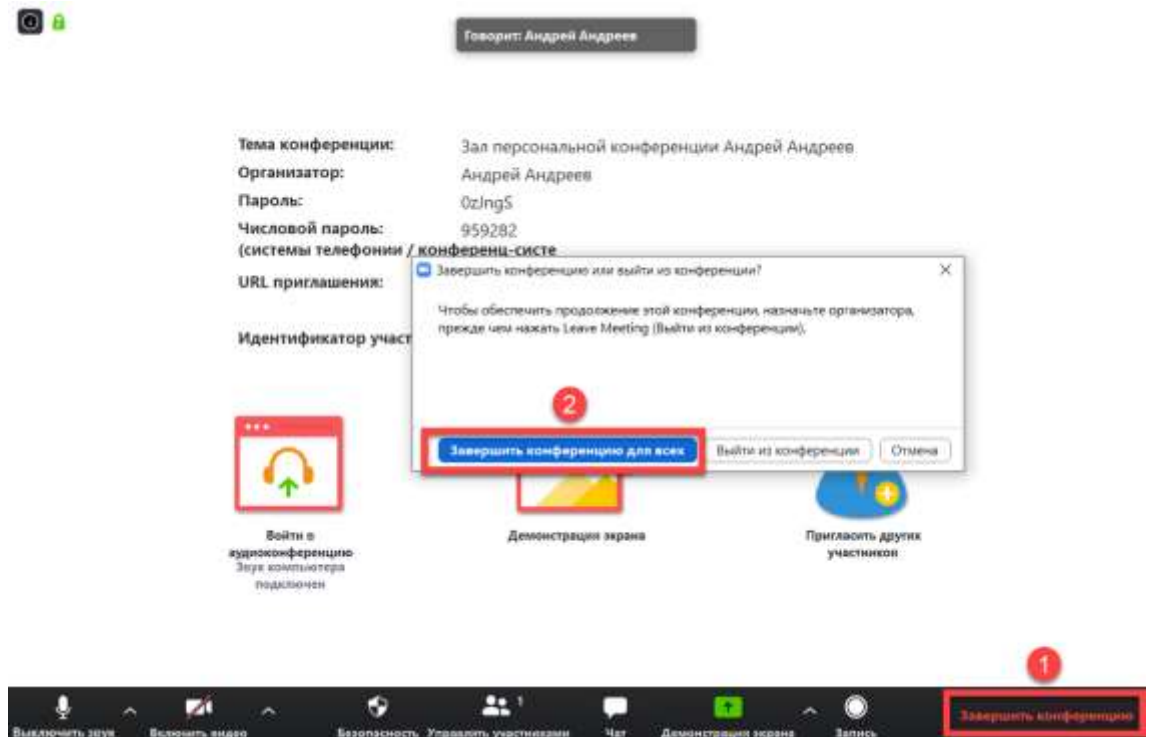 Говорит: Андрей Андреев
Тема конференции: Зал персональной конференции Андрей Андреев
Организатор: Андрей Андреев
Пароль: 0zJngS
Числовой пароль: 959282
(системы телефонии / конференц-систе
URL приглашения:
Идентификатор участ
Завершить конференцию или выйти из конференции?
Чтобы обеспечить продолжение этой конференции, назначьте организатора,
прежде чем нажать Leave Meeting (Выйти из конференции).
2
Завершить конференцию для всех Выйти из конференции Отмена
Войти в
аудиоконференцию
Звук компьютера
подключен
Демонстрация экрана
Пригласить других
участников
1
1
Выключить звук Включить видео Безопасность Управлять участниками Чат Демонстрация экрана Запись Завершить конференцию